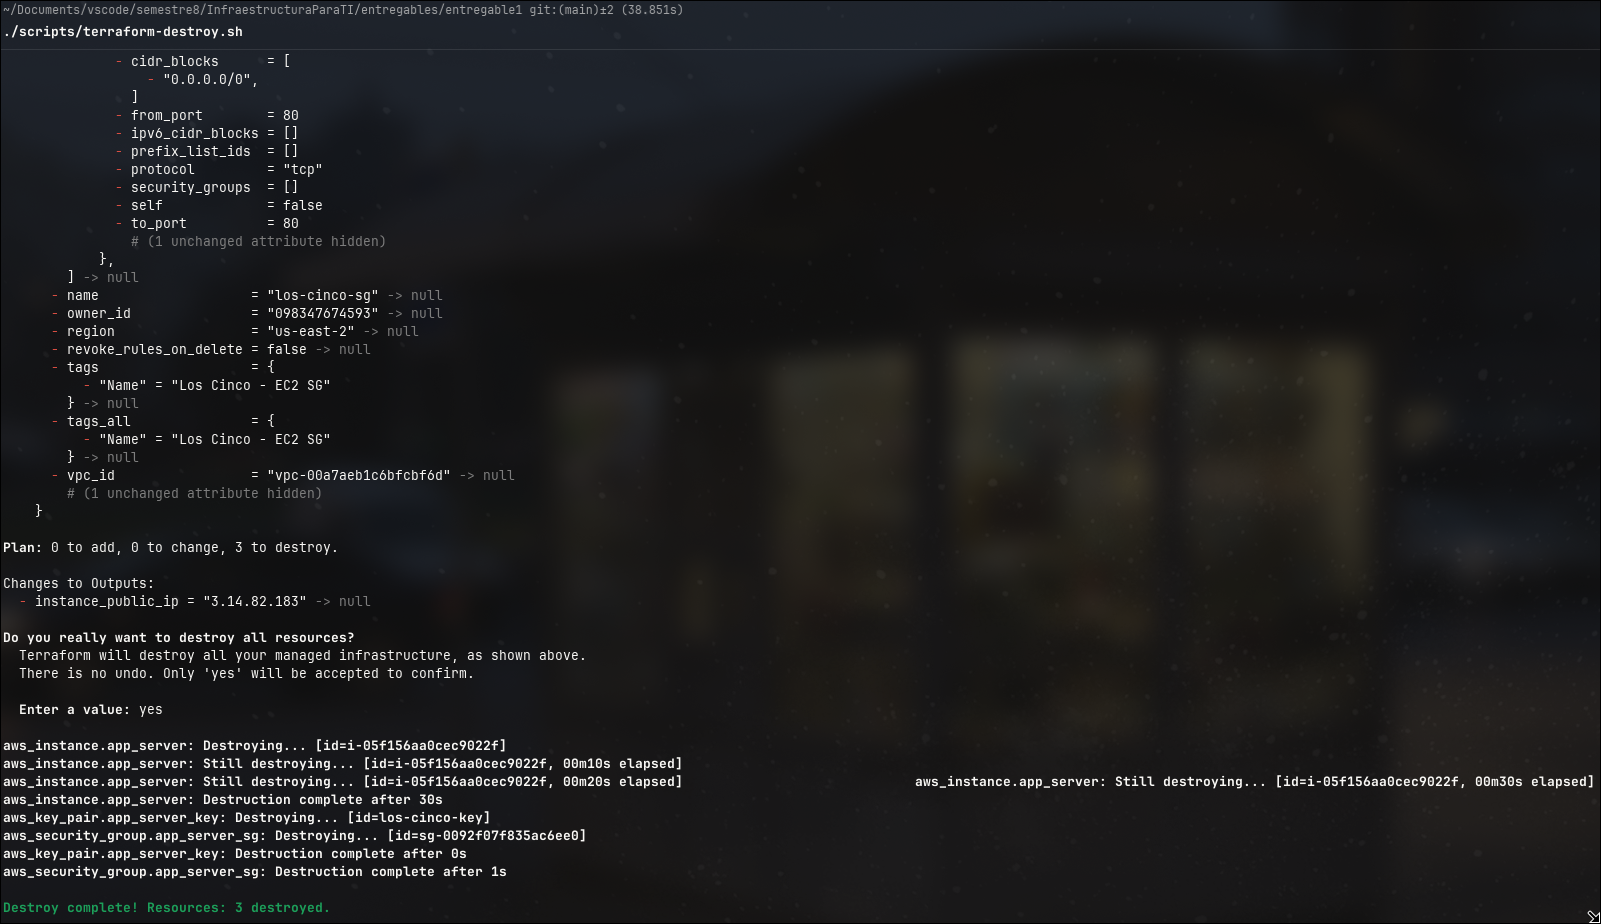 ~/Documents/vscode/semestre8/InfraestructuraParaTI/entregables/entregable1 git:(main)±2 (38.851s)
./scripts/terraform-destroy.sh
- cidr_blocks      = [
- "0.0.0.0/0",
]
- from_port        = 80
- ipv6_cidr_blocks = []
- prefix_list_ids  = []
- protocol         = "tcp"
- security_groups  = []
- self             = false
- to_port          = 80
# (1 unchanged attribute hidden)
},
] -> null
- name                   = "los-cinco-sg" -> null
- owner_id               = "098347674593" -> null
- region                 = "us-east-2" -> null
- revoke_rules_on_delete = false -> null
- tags                   = {
- "Name" = "Los Cinco - EC2 SG"
} -> null
- tags_all               = {
- "Name" = "Los Cinco - EC2 SG"
} -> null
- vpc_id                 = "vpc-00a7aeb1c6bfcbf6d" -> null
# (1 unchanged attribute hidden)
}
Plan: 0 to add, 0 to change, 3 to destroy.
Changes to Outputs:
- instance_public_ip = "3.14.82.183" -> null
Do you really want to destroy all resources?
Terraform will destroy all your managed infrastructure, as shown above.
There is no undo. Only 'yes' will be accepted to confirm.
Enter a value: yes
aws_instance.app_server: Destroying... [id=i-05f156aa0cec9022f]
aws_instance.app_server: Still destroying... [id=i-05f156aa0cec9022f, 00m10s elapsed]
aws_instance.app_server: Still destroying... [id=i-05f156aa0cec9022f, 00m20s elapsed] aws_instance.app_server: Still destroying... [id=i-05f156aa0cec9022f, 00m30s elapsed]
aws_instance.app_server: Destruction complete after 30s
aws_key_pair.app_server_key: Destroying... [id=los-cinco-key]
aws_security_group.app_server_sg: Destroying... [id=sg-0092f07f835ac6ee0]
aws_key_pair.app_server_key: Destruction complete after 0s
aws_security_group.app_server_sg: Destruction complete after 1s
Destroy complete! Resources: 3 destroyed.